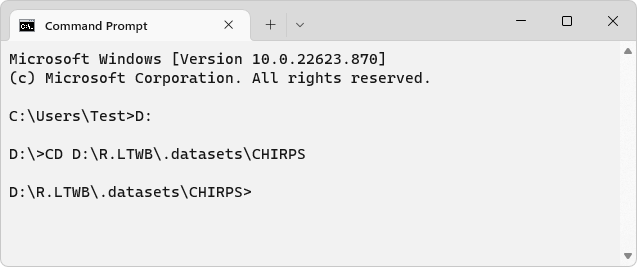 Command Prompt
Microsoft Windows [Version 10.0.22623.870]
(c) Microsoft Corporation. All rights reserved.
C:\Users\Test>D:
D:\>CD D:\R.LTWB\.datasets\CHIRPS
D:\R.LTWB\.datasets\CHIRPS>